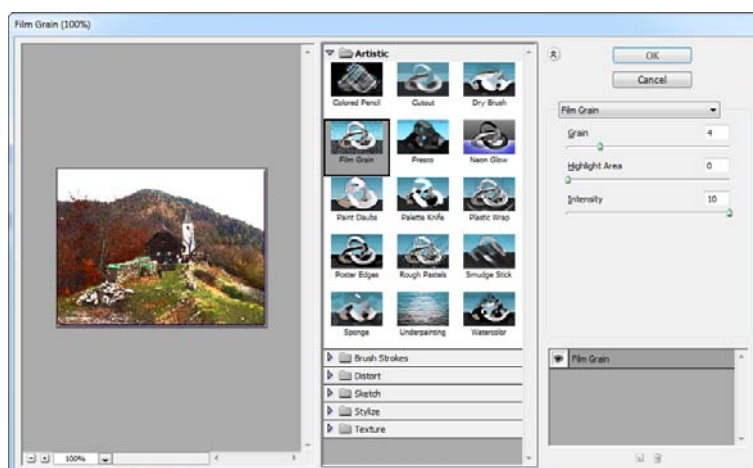 Film Grain (100%)
Artistic
Colored Pencil
Cutout
Dry Brush
Film Grain
Fresco
Neon Glow
Paint Daubs
Palette Knife
Plastic Wrap
Poster Edges
Rough Pastels
Smudge Stick
Sponge
Underpainting
Watercolor
Brush Strokes
Distort
Sketch
Stylize
Texture
100%
OK
Cancel
Film Grain
Grain 4
Highlight Area 0
Intensity 10
Film Grain